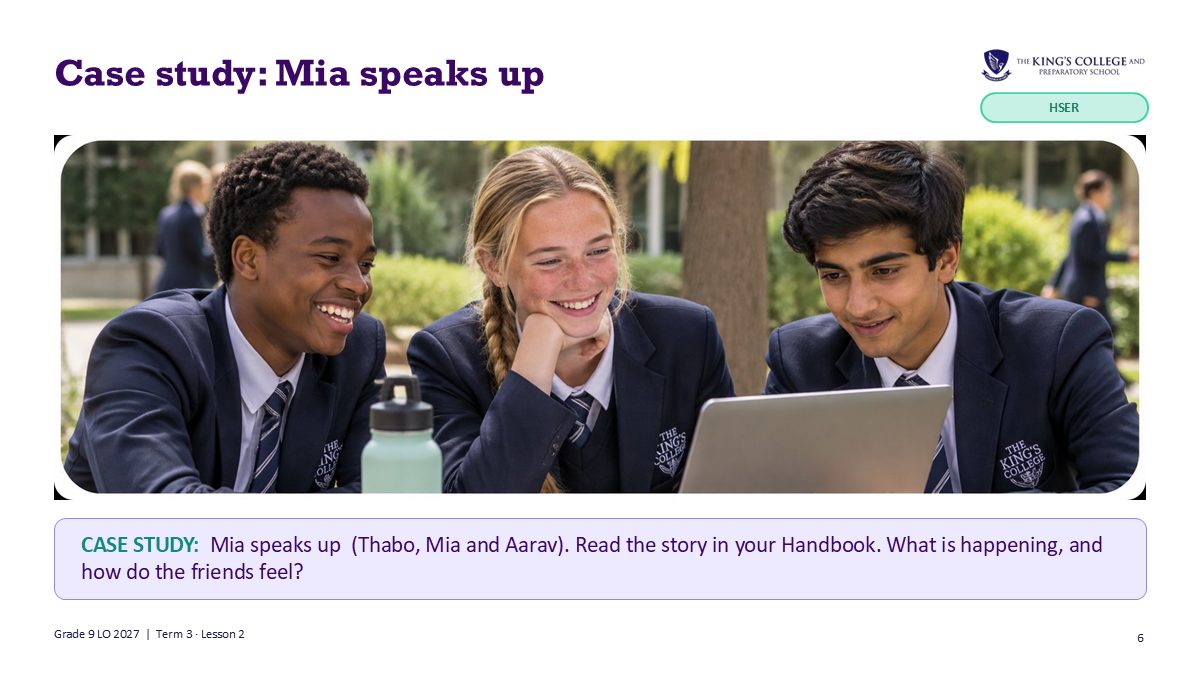 Case study: Mia speaks up
THE KING'S COLLEGE AND
PREPARATORY SCHOOL
HSER
THE
KING'S
COLLEGE
THE
KING'S
COLLEGE
CASE STUDY:  Mia speaks up  (Thabo, Mia and Aarav). Read the story in your Handbook. What is happening, and
how do the friends feel?
Grade 9 LO 2027  |  Term 3 · Lesson 2
6